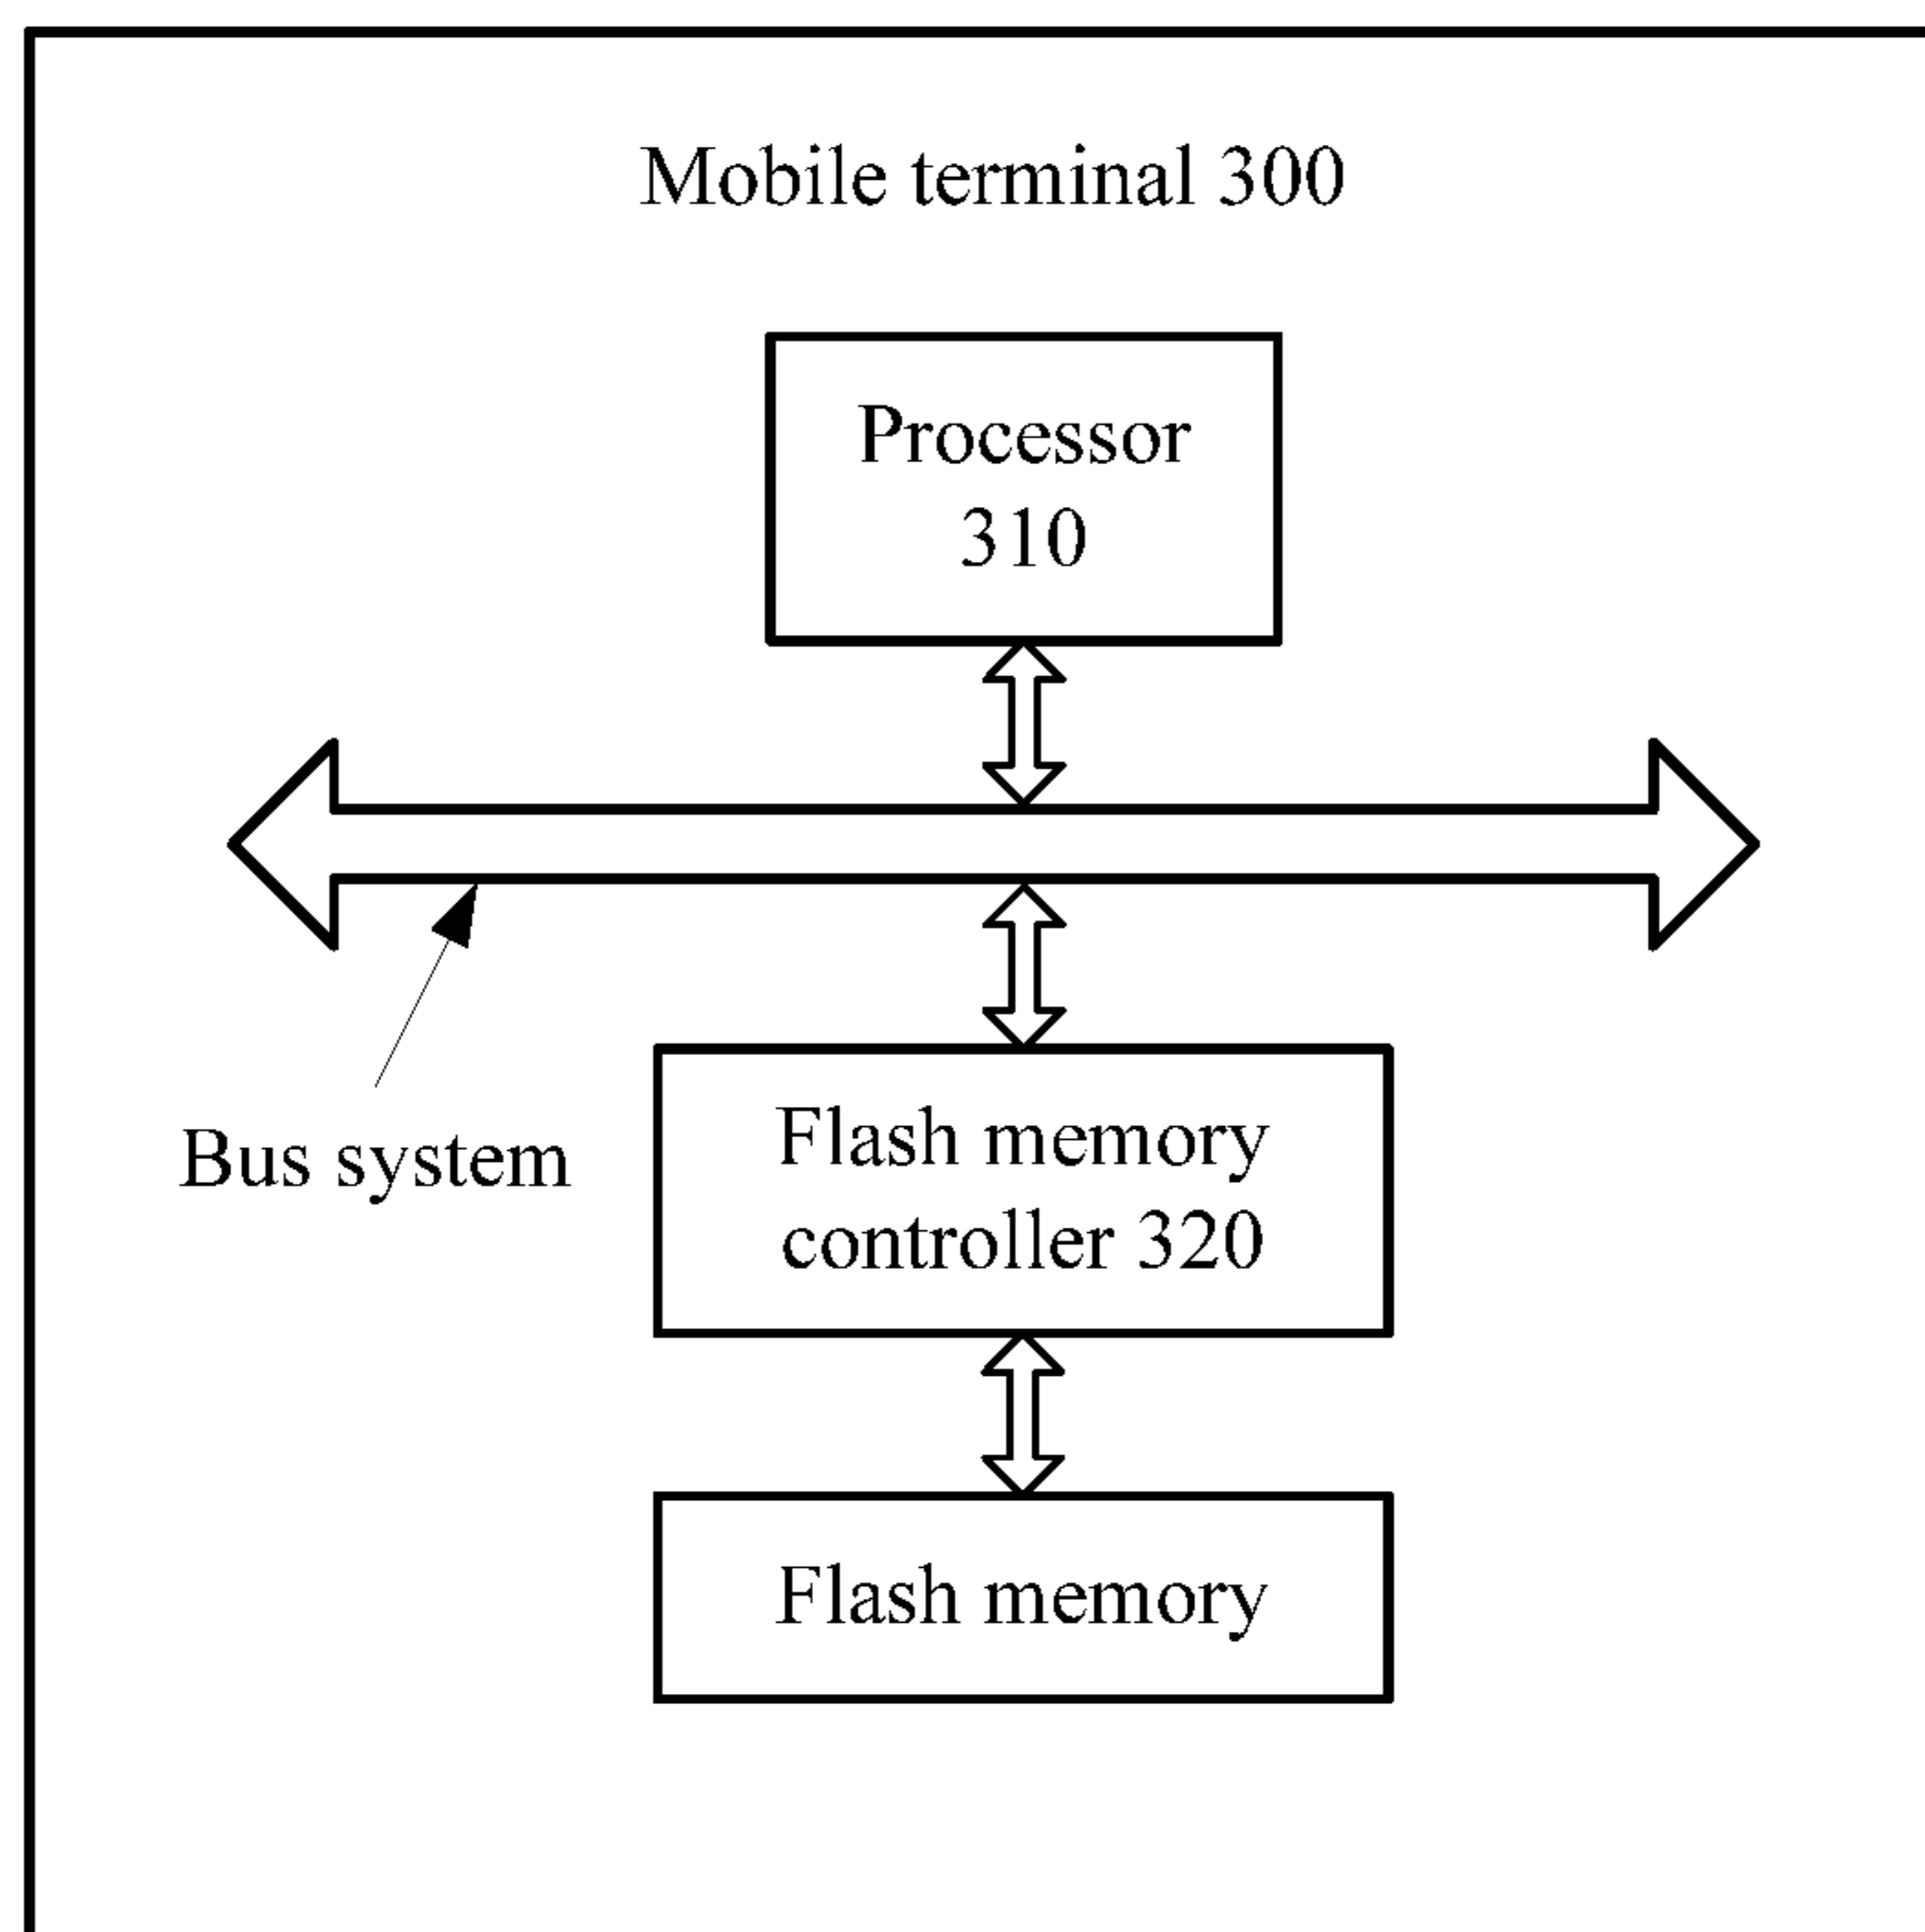 Mobile terminal 300
Processor
310
Bus system
Flash memory
controller 320
Flash memory